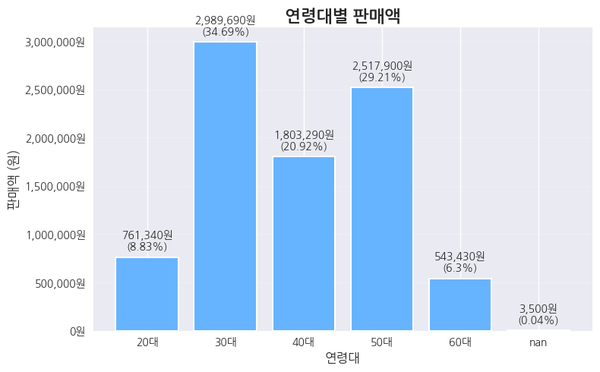 연령대별 판매액
2,989,690원
(34.69%)
3,000,000원
2,517,900원
(29.21%)
2,500,000원
2,000,000원
1,803,290원
(20.92%)
판매액 (원)
1,500,000원
1,000,000원
761,340원
(8.83%)
543,430원
(6.3%)
500,000원
3,500원
(0.04%)
0원
20대 30대 40대 50대 60대 nan
연령대